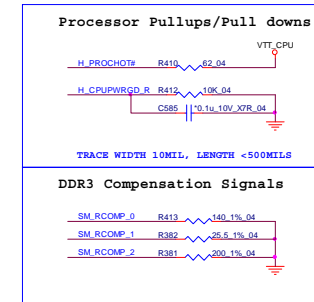 Processor Pullups/Pull downs
VTT_CPU
H_PROCHOT# R410 62_04
H_CPUPWRGD_R R412 10K_04
C585 *0.1u_10V_X7R_04
TRACE WIDTH 10MIL, LENGTH <500MILS
DDR3 Compensation Signals
SM_RCOMP_0 R413 140_1%_04
SM_RCOMP_1 R382 25.5_1%_04
SM_RCOMP_2 R381 200_1%_04